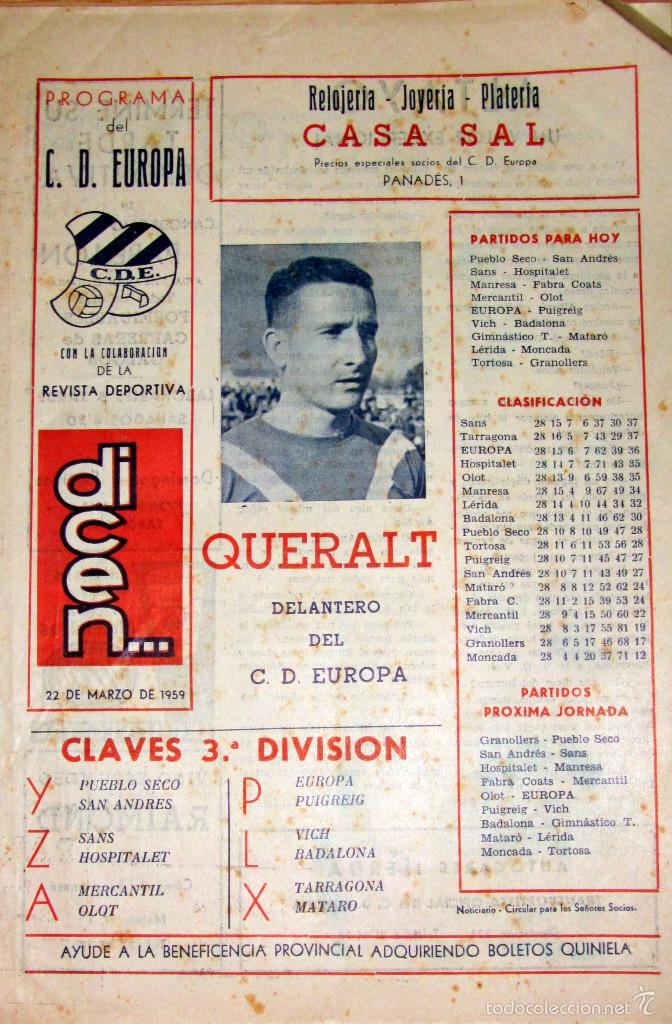 PROGRAMA
del
C. D. EUROPA
C.D.E.
CON LA COLABORACION
DE LA
REVISTA DEPORTIVA
dicen...
22 DE MARZO DE 1959
Relojería - Joyería - Platería
CASA SAL
Precios especiales socios del C. D. Europa
PANADÉS, 1
QUERALT
DELANTERO
DEL
C. D. EUROPA
PARTIDOS PARA HOY
Pueblo Seco - San Andrés
Sans - Hospitalet
Manresa - Fabra Coats
Mercantil - Olot
EUROPA - Puigreig
Vich - Badalona
Gimnástico T. - Mataró
Lérida - Moncada
Tortosa - Granollers
CLASIFICACIÓN
Sans 28 15 7 6 37 30 37
Tarragona 28 16 5 7 43 29 37
EUROPA 28 15 6 7 62 39 36
Hospitalet 28 14 7 7 71 43 35
Olot 28 13 9 6 59 38 35
Manresa 28 15 4 9 67 49 34
Lérida 28 14 4 10 44 34 32
Badalona 28 13 4 11 46 62 30
Pueblo Seco 28 10 8 10 49 47 28
Tortosa 28 11 6 11 53 56 28
Puigreig 28 10 7 11 45 47 27
San Andrés 28 10 7 11 43 49 27
Mataró 28 8 8 12 52 62 24
Fabra C. 28 11 2 15 39 53 24
Mercantil 28 9 4 15 50 60 22
Vich 28 8 3 17 55 81 19
Granollers 28 6 5 17 46 68 17
Moncada 28 4 4 20 37 71 12
PARTIDOS
PROXIMA JORNADA
Granollers - Pueblo Seco
San Andrés - Sans
Hospitalet - Manresa
Fabra Coats - Mercantil
Olot - EUROPA
Puigreig - Vich
Badalona - Gimnástico T.
Mataró - Lérida
Moncada - Tortosa
Noticiario - Circular para los Señores Socios.
CLAVES 3.ª DIVISION
Y PUEBLO SECO
SAN ANDRES
Z SANS
HOSPITALET
A MERCANTIL
OLOT
P EUROPA
PUIGREIG
L VICH
BADALONA
X TARRAGONA
MATARO
AYUDE A LA BENEFICENCIA PROVINCIAL ADQUIRIENDO BOLETOS QUINIELA
todocoleccion.net